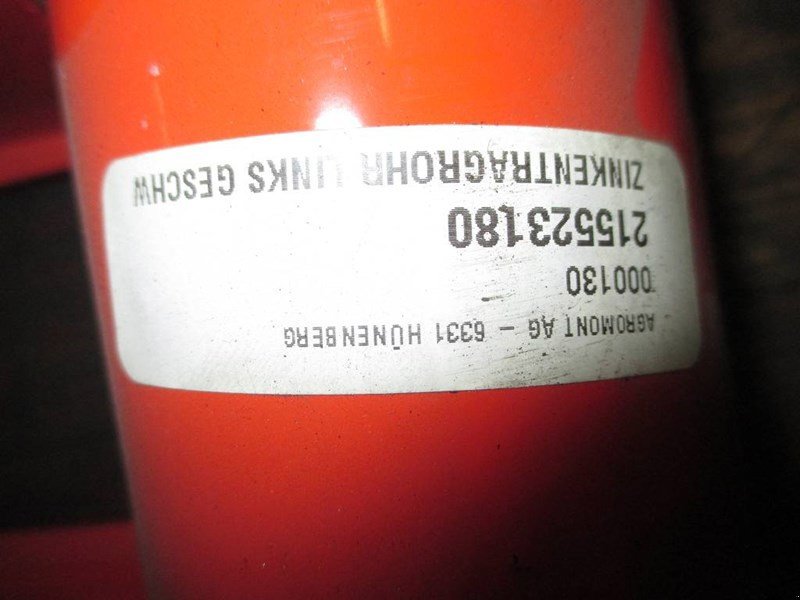 AGROMONT AG – 6331 HÜNENBERG
000130
215523180
ZINKENTRAGROHR LINKS GESCHW